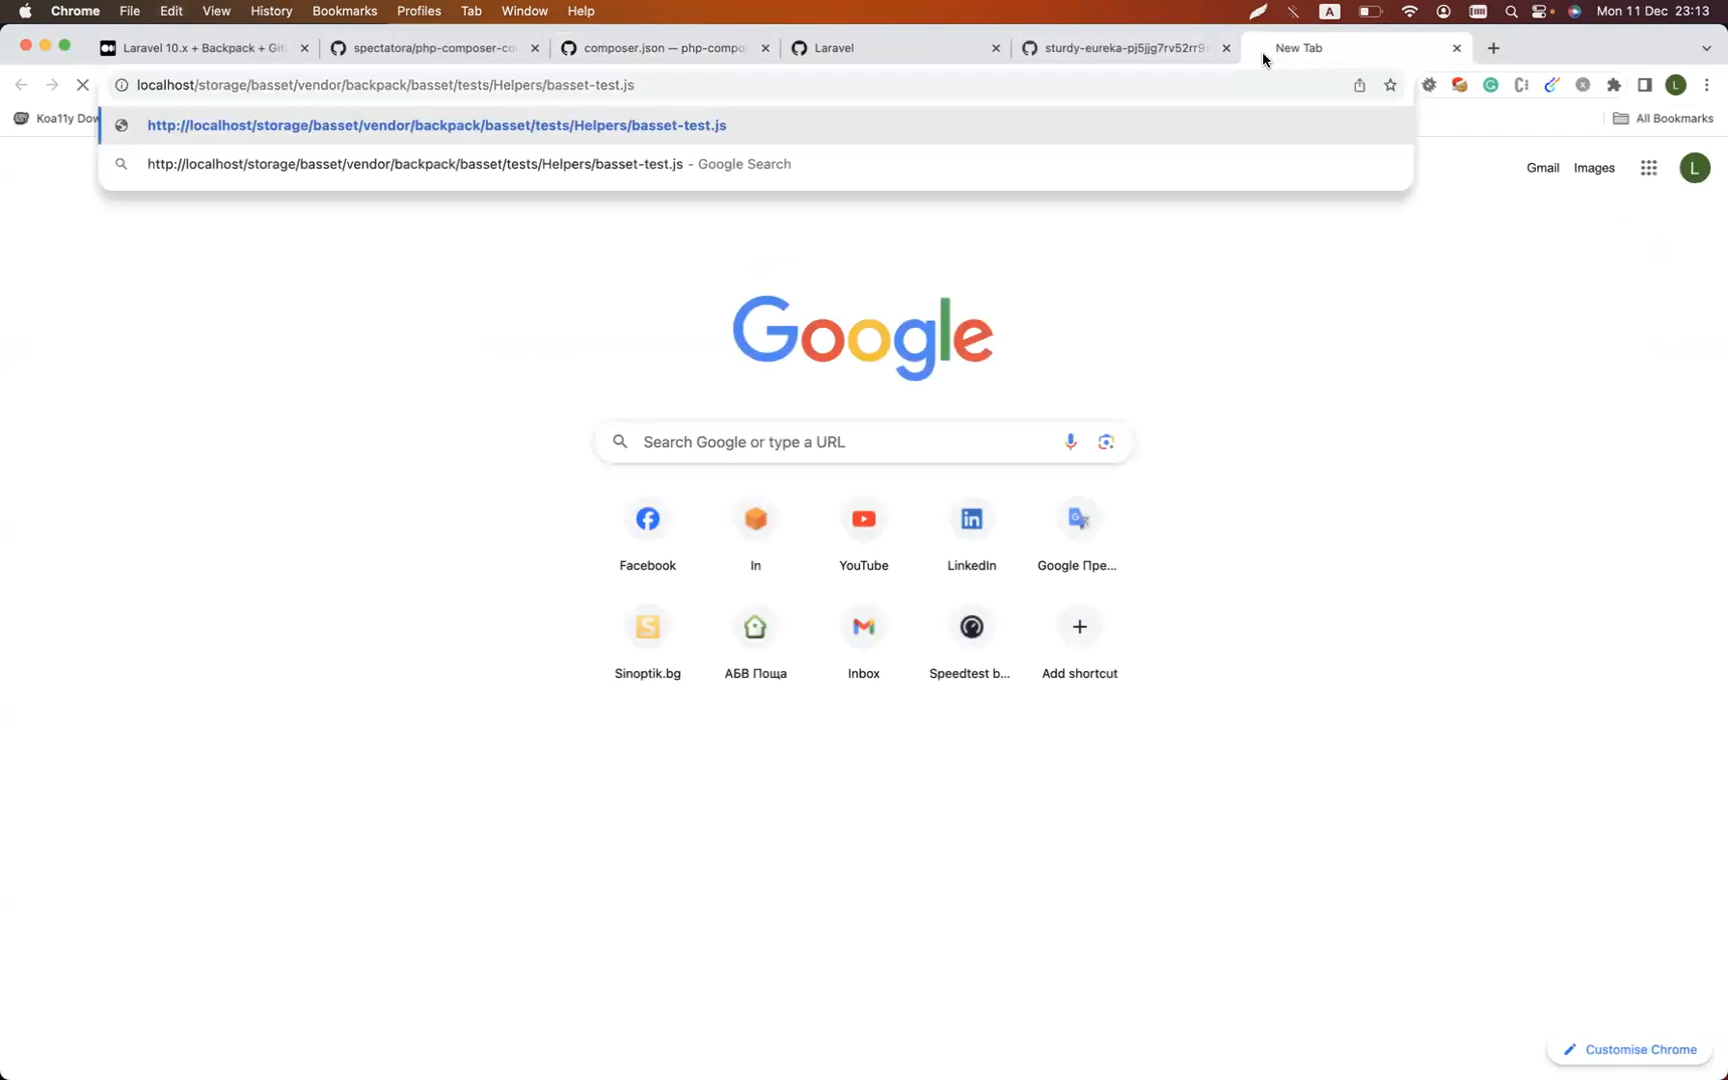 Chrome File Edit View History Bookmarks Profiles Tab Window Help A Mon 11 Dec 23:13
Laravel 10.x + Backpack + Git spectatora/php-composer-co composer.json — php-compo Laravel sturdy-eureka-pj5jjg7rv52rr9 New Tab
localhost/storage/basset/vendor/backpack/basset/tests/Helpers/basset-test.js L
Koa11y Dow All Bookmarks
http://localhost/storage/basset/vendor/backpack/basset/tests/Helpers/basset-test.js
http://localhost/storage/basset/vendor/backpack/basset/tests/Helpers/basset-test.js - Google Search
Gmail Images L
Google
Search Google or type a URL
Facebook In YouTube LinkedIn Google Пре...
Sinoptik.bg АБВ Поща Inbox Speedtest b... Add shortcut
Customise Chrome